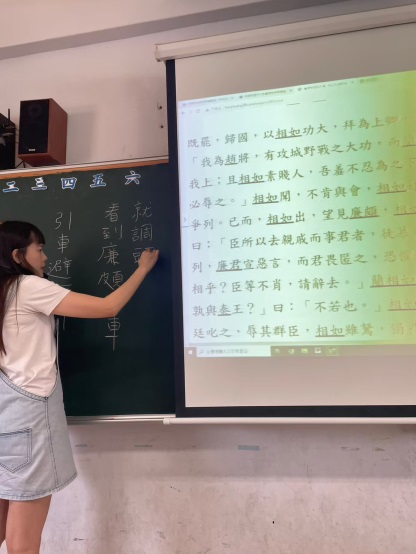 三 三 四 五 六
就調頭
看到廉頗車
引車避
既罷，歸國，以相如功大，拜為上卿
「我為趙將，有攻城野戰之大功，而
我上；且相如素賤人，吾羞不忍為之
必辱之。」相如聞，不肯與會。相如
爭列。已而，相如出，望見廉頗，相如
曰：「臣所以去親戚而事君者，徒慕
列，廉君宣惡言，而君畏匿之，恐懼
相乎？臣等不肖，請辭去。」藺相如
孰與秦王？」曰：「不若也。」相如
廷叱之，辱其群臣，相如雖駑，獨